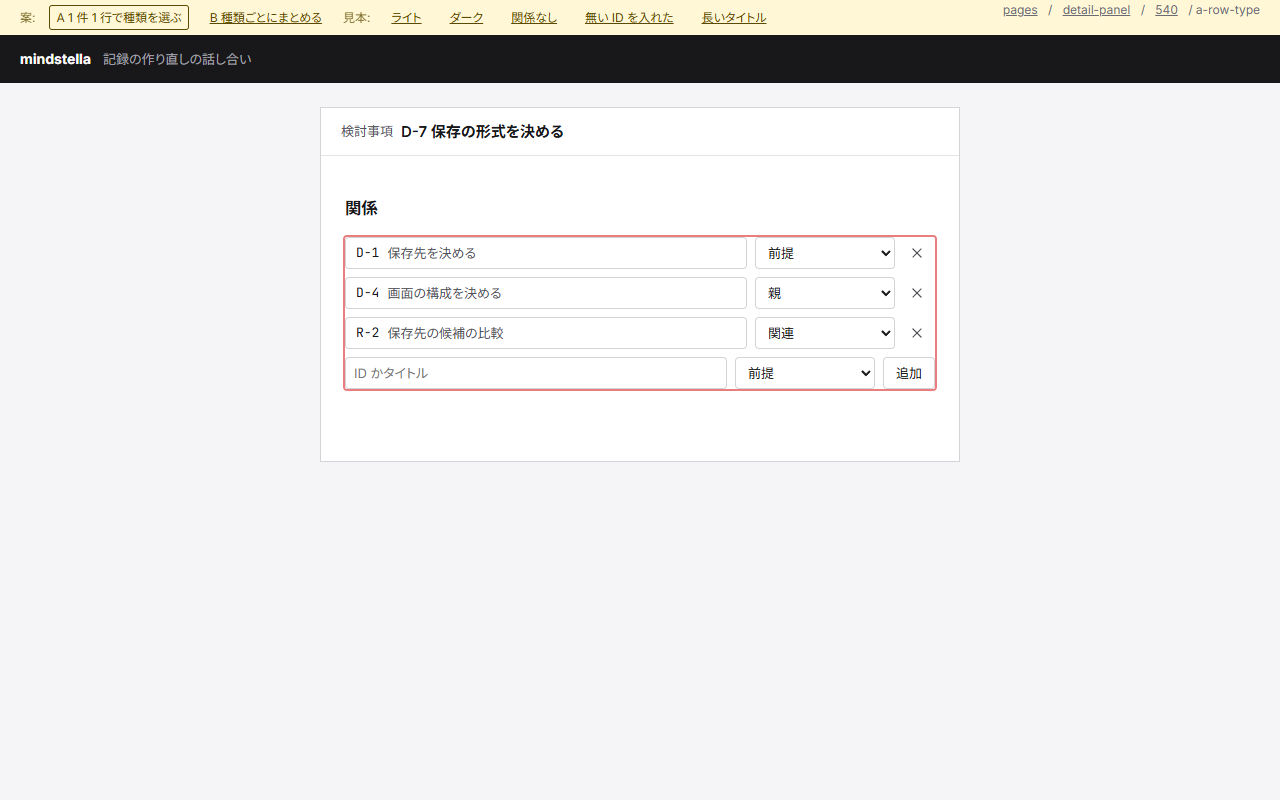 案: A 1 件 1 行で種類を選ぶ B 種類ごとにまとめる 見本: ライト ダーク 関係なし 無い ID を入れた 長いタイトル pages / detail-panel / 540 / a-row-type
mindstella 記録の作り直しの話し合い
検討事項 D-7 保存の形式を決める
関係
D-1 保存先を決める 前提 ×
D-4 画面の構成を決める 親 ×
R-2 保存先の候補の比較 関連 ×
ID かタイトル 前提 追加